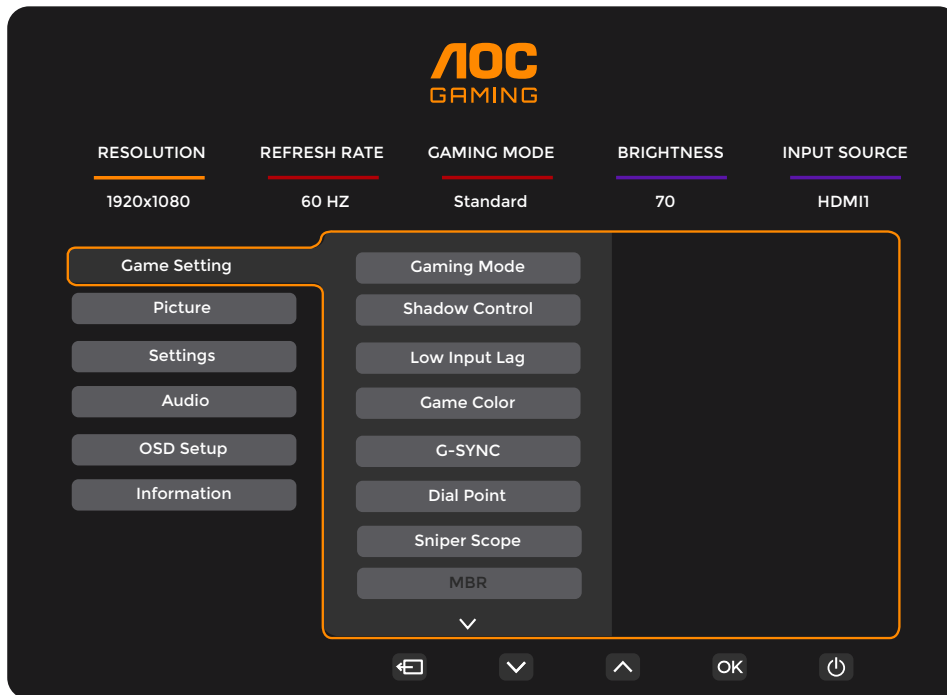 AOC
GAMING
RESOLUTION REFRESH RATE GAMING MODE BRIGHTNESS INPUT SOURCE
1920x1080 60 HZ Standard 70 HDMI1
Game Setting
Picture
Settings
Audio
OSD Setup
Information
Gaming Mode
Shadow Control
Low Input Lag
Game Color
G-SYNC
Dial Point
Sniper Scope
MBR
OK